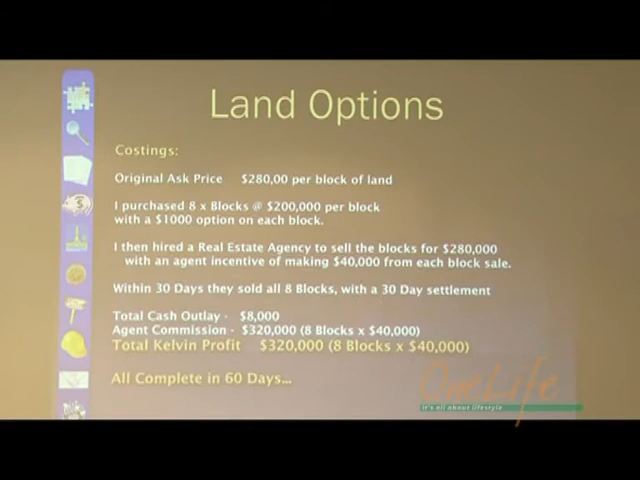 Land Options
Costings:
Original Ask Price $280,00 per block of land
I purchased 8 x Blocks @ $200,000 per block
with a $1000 option on each block.
I then hired a Real Estate Agency to sell the blocks for $280,000
with an agent incentive of making $40,000 from each block sale.
Within 30 Days they sold all 8 Blocks, with a 30 Day settlement
Total Cash Outlay - $8,000
Agent Commission - $320,000 (8 Blocks x $40,000)
Total Kelvin Profit $320,000 (8 Blocks x $40,000)
All Complete in 60 Days...
OneLife
it's all about lifestyle